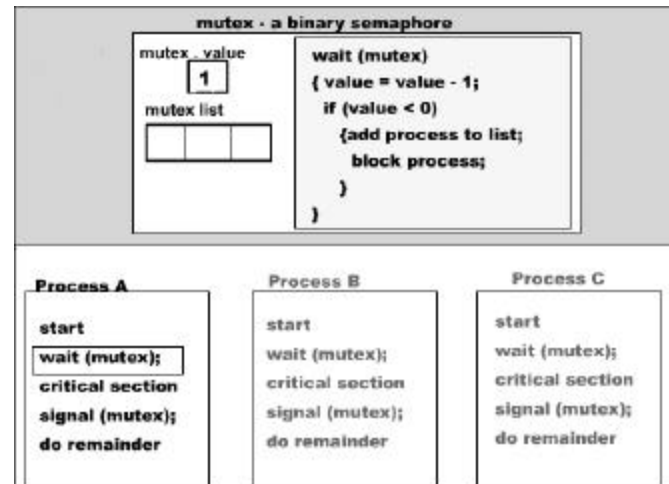 mutex - a binary semaphore
mutex . value
1
mutex list
wait (mutex)
{ value = value - 1;
if (value < 0)
{add process to list;
block process;
}
}
Process A
start
wait (mutex);
critical section
signal (mutex);
do remainder
Process B
start
wait (mutex);
critical section
signal (mutex);
do remainder
Process C
start
wait (mutex);
critical section
signal (mutex);
do remainder